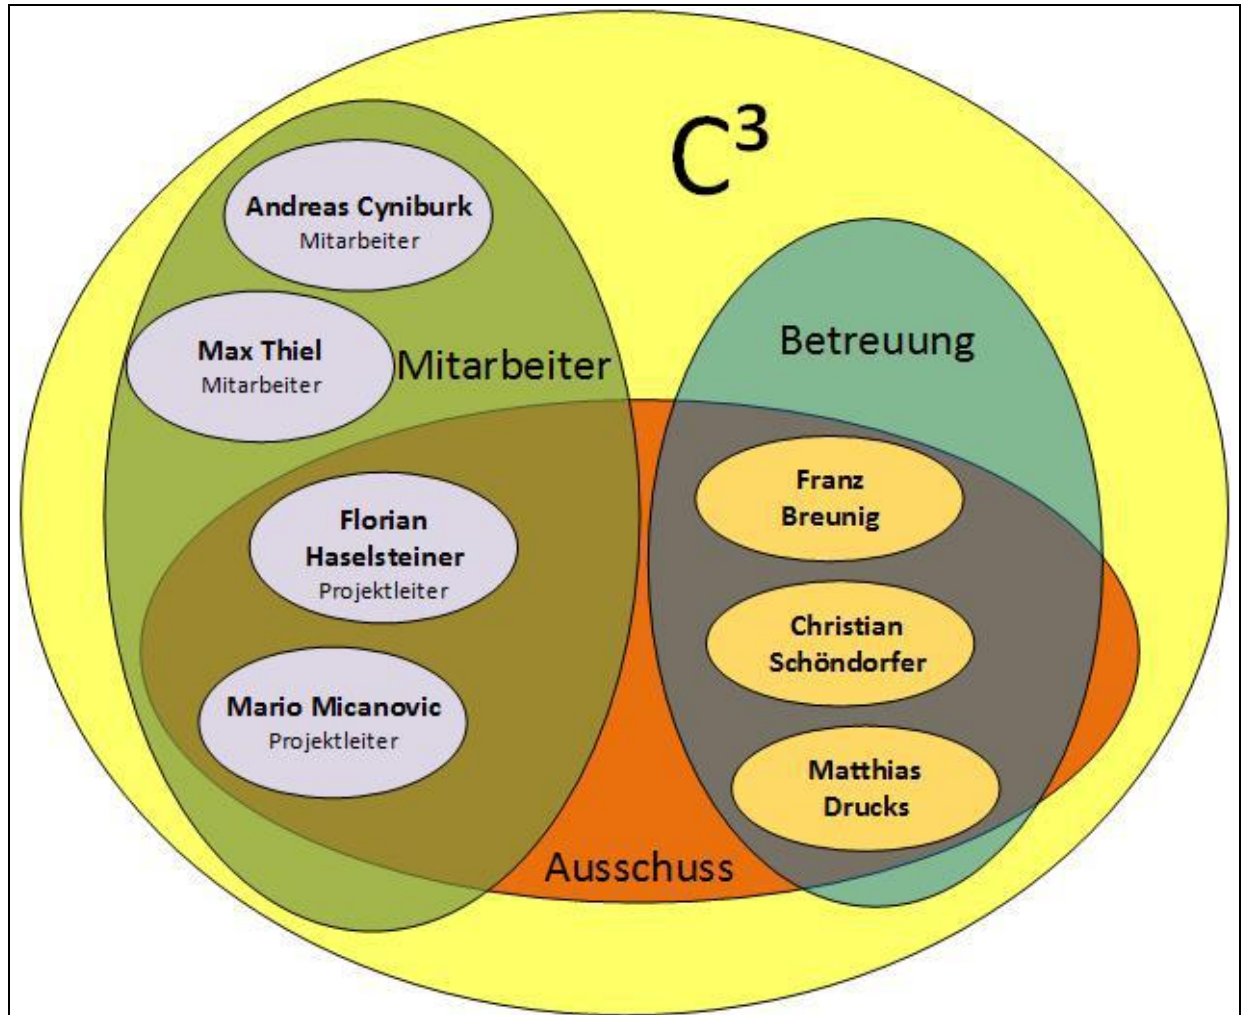 C³
Andreas Cyniburk
Mitarbeiter
Max Thiel
Mitarbeiter
Mitarbeiter
Betreuung
Florian
Haselsteiner
Projektleiter
Mario Micanovic
Projektleiter
Franz
Breunig
Christian
Schöndorfer
Matthias
Drucks
Ausschuss